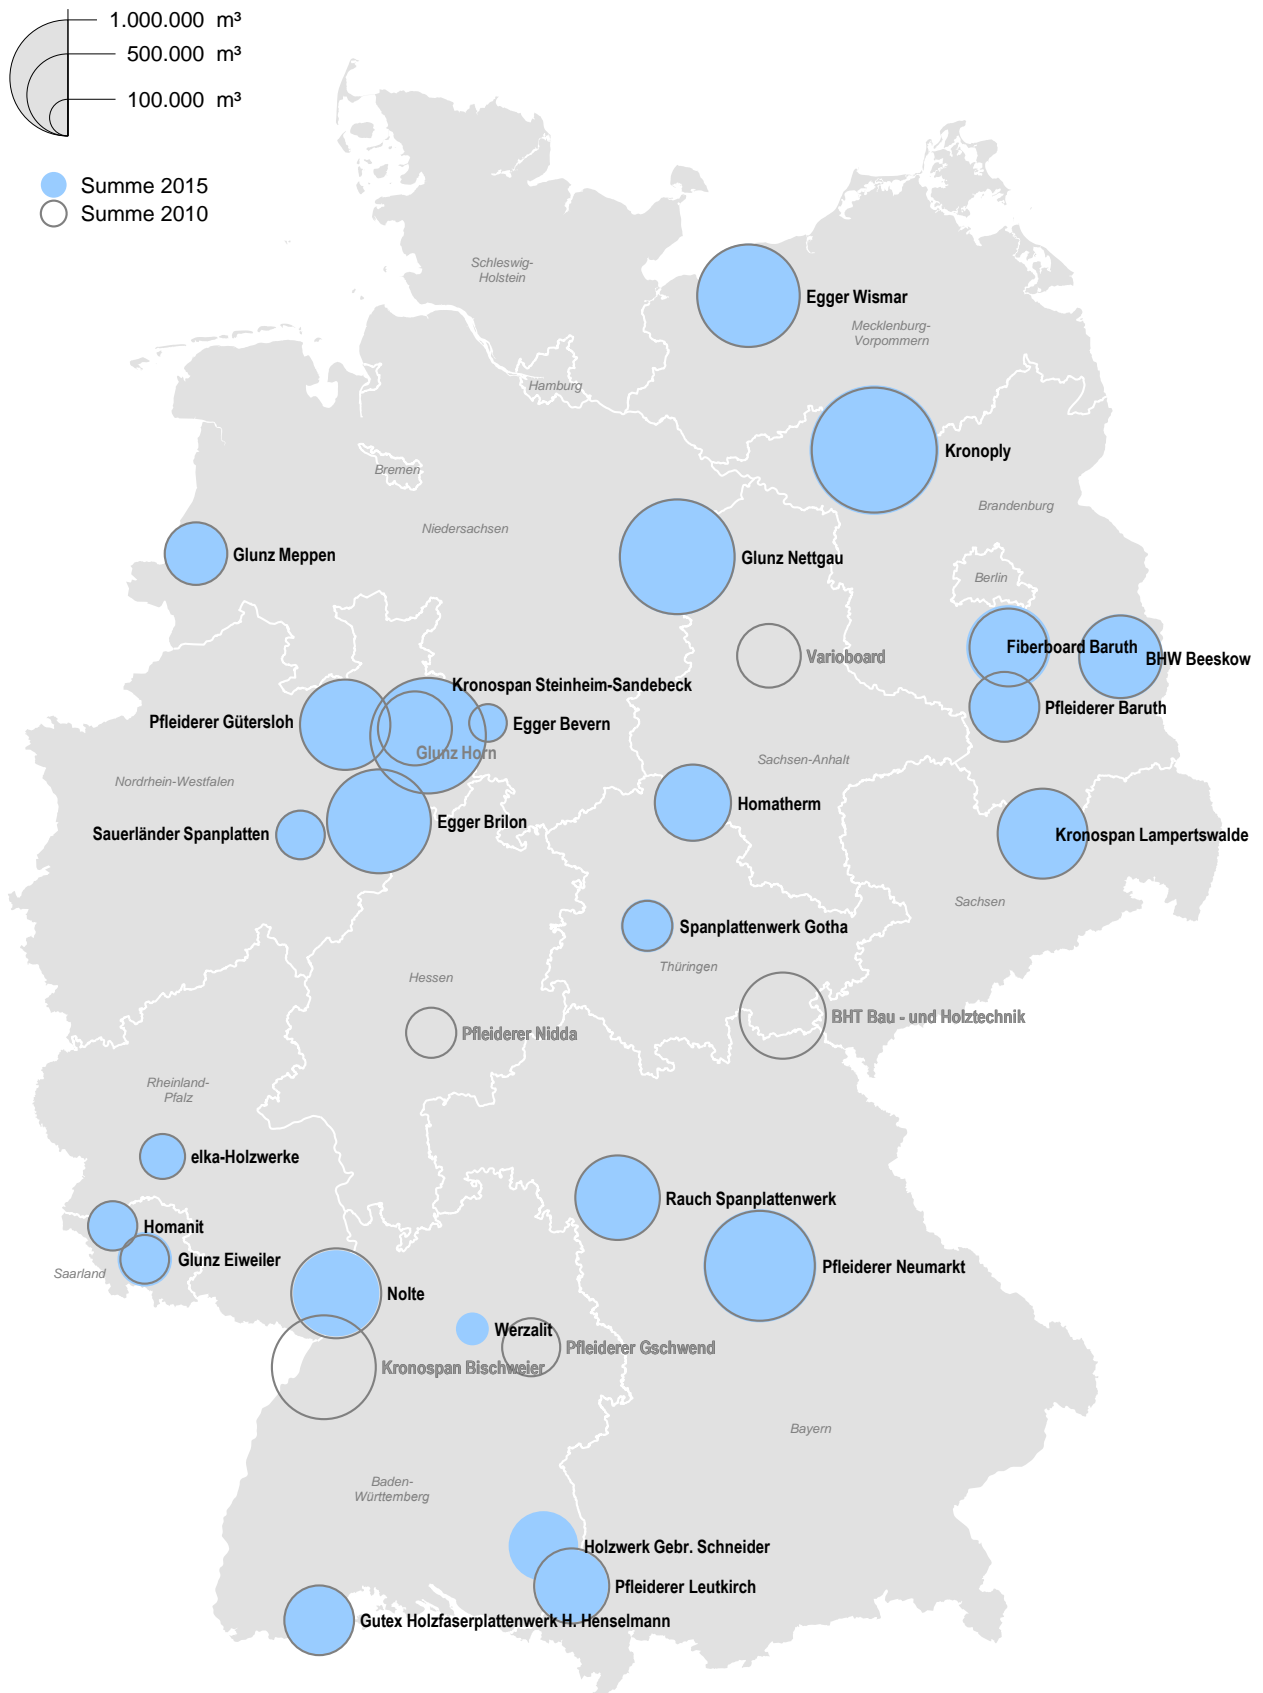 1.000.000 m³
500.000 m³
100.000 m³
Summe 2015
Summe 2010
Schleswig-
Holstein
Egger Wismar
Mecklenburg-
Vorpommern
Hamburg
Kronoply
Bremen
Brandenburg
Niedersachsen
Glunz Meppen
Glunz Nettgau
Berlin
Fiberboard Baruth
Varioboard
BHW Beeskow
Kronospan Steinheim-Sandebeck
Pfleiderer Baruth
Pfleiderer Gütersloh
Egger Bevern
Glunz Horn
Sachsen-Anhalt
Nordrhein-Westfalen
Homatherm
Egger Brilon
Sauerländer Spanplatten
Kronospan Lampertswalde
Sachsen
Spanplattenwerk Gotha
Thüringen
Hessen
BHT Bau - und Holztechnik
Pfleiderer Nidda
Rheinland-
Pfalz
elka-Holzwerke
Rauch Spanplattenwerk
Homanit
Glunz Eiweiler
Pfleiderer Neumarkt
Saarland
Nolte
Werzalit
Pfleiderer Gschwend
Kronospan Bischweier
Bayern
Baden-
Württemberg
Holzwerk Gebr. Schneider
Pfleiderer Leutkirch
Gutex Holzfaserplattenwerk H. Henselmann